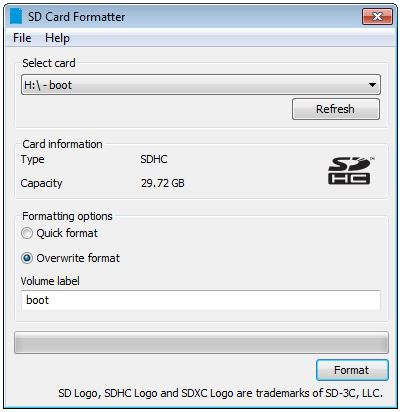 SD Card Formatter
File Help
Select card
H:\ - boot
Refresh
Card information
Type SDHC
Capacity 29.72 GB
SD HC
TM
Formatting options
Quick format
Overwrite format
Volume label
boot
Format
SD Logo, SDHC Logo and SDXC Logo are trademarks of SD-3C, LLC.